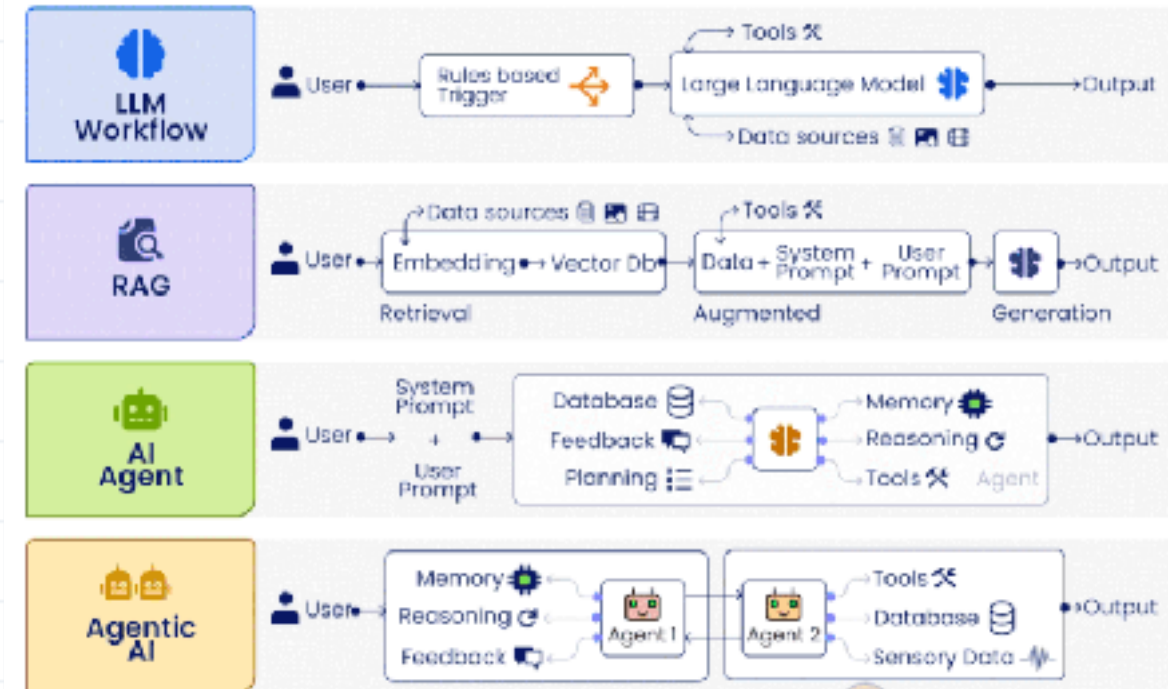 LLM
Workflow
User
Rules based
Trigger
Tools
Large Language Model
Data sources
Output
RAG
User
Data sources
Embedding
Vector Db
Retrieval
Tools
Data + System Prompt + User Prompt
Augmented
Generation
Output
AI
Agent
User
System
Prompt
+
User
Prompt
Database
Feedback
Planning
Memory
Reasoning
Tools
Agent
Output
Agentic
AI
User
Memory
Reasoning
Feedback
Agent 1
Agent 2
Tools
Database
Sensory Data
Output